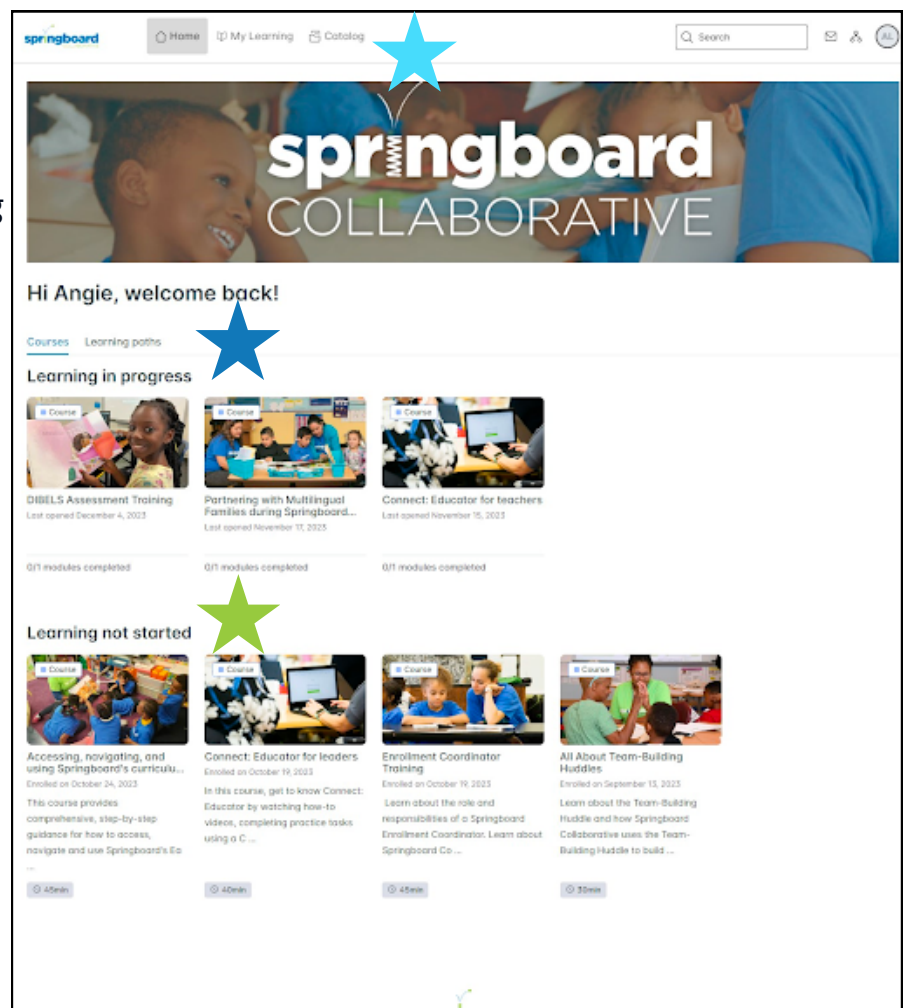 springboard
Home My Learning Catalog
Search
AL
springboard
COLLABORATIVE
g
Hi Angie, welcome back!
Courses Learning paths
Learning in progress
Course
Course
Course
DIBELS Assessment Training
Last opened December 4, 2023
Partnering with Multilingual
Families during Springboard...
Last opened November 17, 2023
Connect: Educator for teachers
Last opened November 15, 2023
0/1 modules completed
0/1 modules completed
0/1 modules completed
Learning not started
Course
Course
Course
Course
Accessing, navigating, and
using Springboard's curriculu...
Enrolled on October 24, 2023
This course provides
comprehensive, step-by-step
guidance for how to access,
navigate and use Springboard's Ea
...
45min
Connect: Educator for leaders
Enrolled on October 19, 2023
In this course, get to know Connect:
Educator by watching how-to
videos, completing practice tasks
using a C ...
40min
Enrollment Coordinator
Training
Enrolled on October 19, 2023
Learn about the role and
responsibilities of a Springboard
Enrollment Coordinator. Learn about
Springboard Co ...
45min
All About Team-Building
Huddles
Enrolled on September 13, 2023
Learn about the Team-Building
Huddle and how Springboard
Collaborative uses the Team-
Building Huddle to build ...
30min